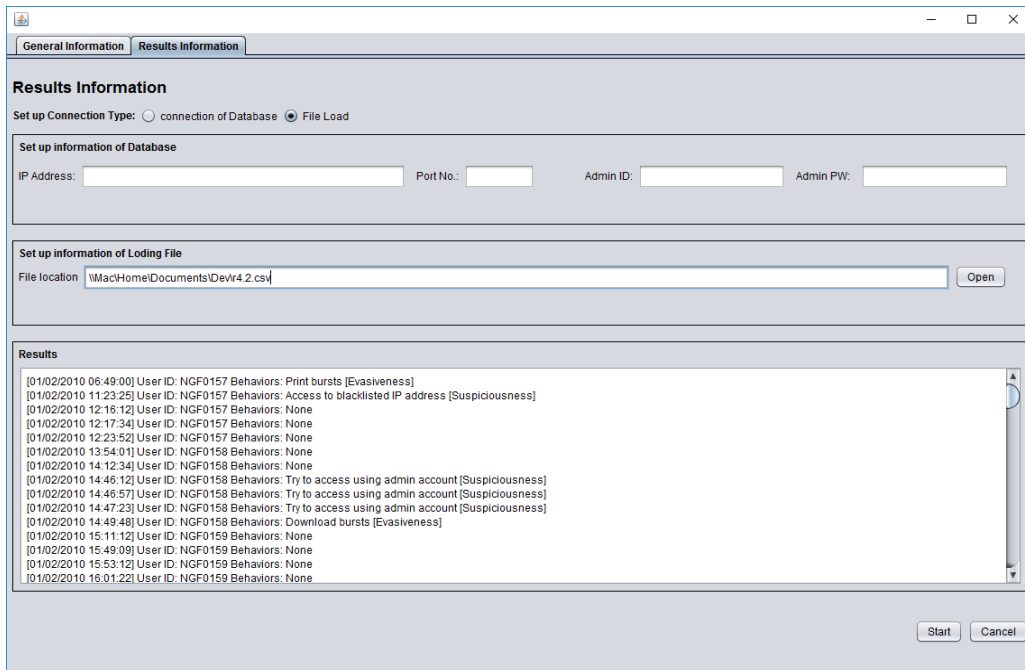 General Information Results Information
Results Information
Set up Connection Type: connection of Database File Load
Set up information of Database
IP Address: Port No.: Admin ID: Admin PW:
Set up information of Loding File
File location \\Mac\Home\Documents\Dev\r4.2.csv Open
Results
[01/02/2010 06:49:00] User ID: NGF0157 Behaviors: Print bursts [Evasiveness]
[01/02/2010 11:23:25] User ID: NGF0157 Behaviors: Access to blacklisted IP address [Suspiciousness]
[01/02/2010 12:16:12] User ID: NGF0157 Behaviors: None
[01/02/2010 12:17:34] User ID: NGF0157 Behaviors: None
[01/02/2010 12:23:52] User ID: NGF0157 Behaviors: None
[01/02/2010 13:54:01] User ID: NGF0158 Behaviors: None
[01/02/2010 14:12:34] User ID: NGF0158 Behaviors: None
[01/02/2010 14:46:12] User ID: NGF0158 Behaviors: Try to access using admin account [Suspiciousness]
[01/02/2010 14:46:57] User ID: NGF0158 Behaviors: Try to access using admin account [Suspiciousness]
[01/02/2010 14:47:23] User ID: NGF0158 Behaviors: Try to access using admin account [Suspiciousness]
[01/02/2010 14:49:48] User ID: NGF0158 Behaviors: Download bursts [Evasiveness]
[01/02/2010 15:11:12] User ID: NGF0159 Behaviors: None
[01/02/2010 15:49:09] User ID: NGF0159 Behaviors: None
[01/02/2010 15:53:12] User ID: NGF0159 Behaviors: None
[01/02/2010 16:01:22] User ID: NGF0159 Behaviors: None
Start Cancel